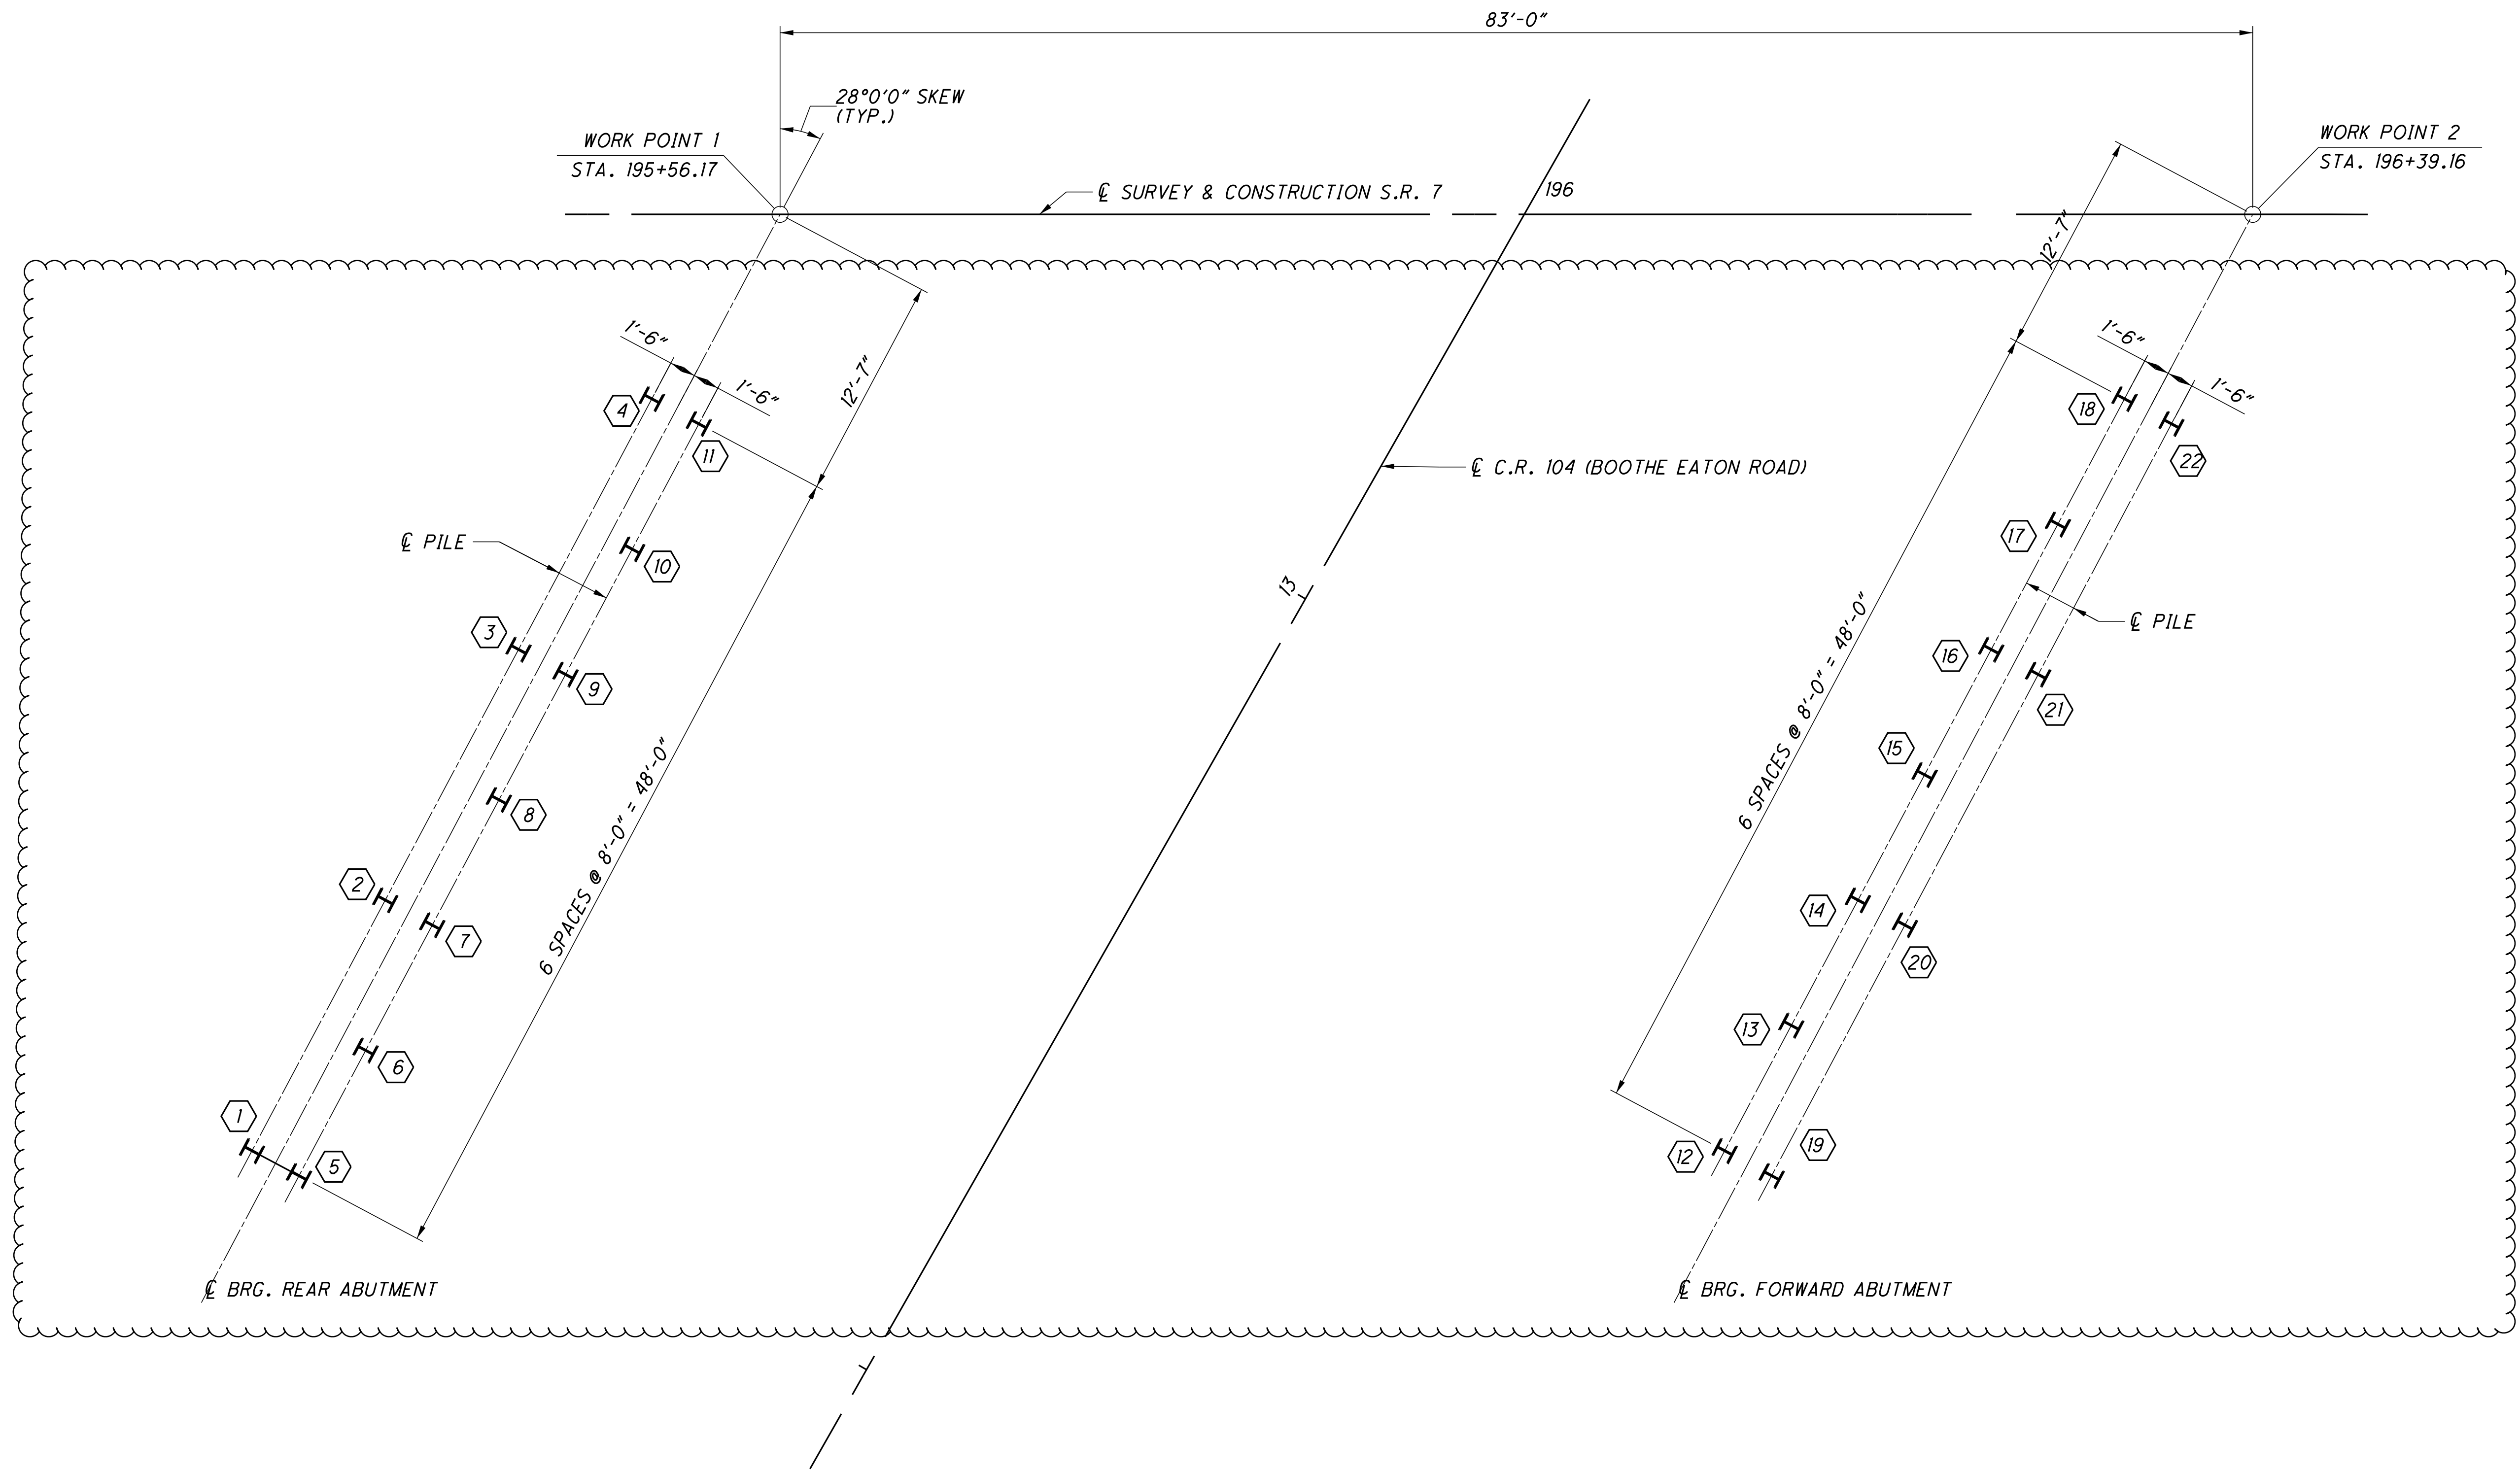 83'-0"
28°0'0" SKEW
(TYP.)
WORK POINT 1
STA. 195+56.17
WORK POINT 2
STA. 196+39.16
℄ SURVEY & CONSTRUCTION S.R. 7
196
12'-7"
1'-6"
1'-6"
12'-7"
1'-6"
1'-6"
4
11
18
22
℄ C.R. 104 (BOOTHE EATON ROAD)
℄ PILE
10
17
13
3
9
℄ PILE
16
21
6 SPACES @ 8'-0" = 48'-0"
6 SPACES @ 8'-0" = 48'-0"
15
8
2
7
14
20
13
6
1
5
12
19
℄ BRG. REAR ABUTMENT
℄ BRG. FORWARD ABUTMENT